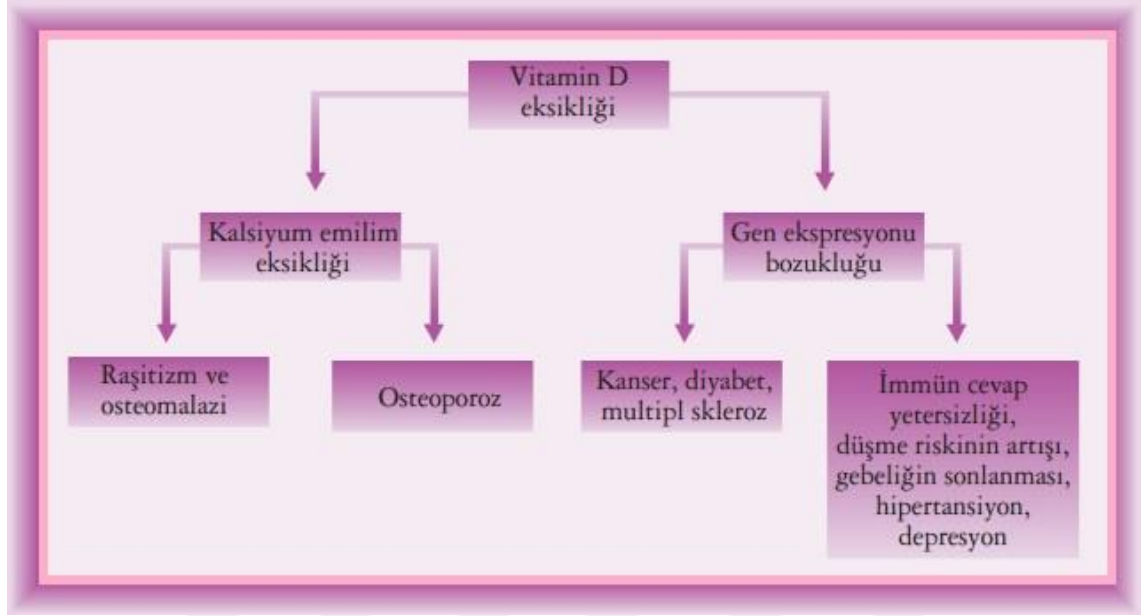 Vitamin D
eksikliği
Kalsiyum emilim
eksikliği
Gen ekspresyonu
bozukluğu
Raşitizm ve
osteomalazi
Osteoporoz
Kanser, diyabet,
multipl skleroz
İmmün cevap
yetersizliği,
düşme riskinin artışı,
gebeliğin sonlanması,
hipertansiyon,
depresyon